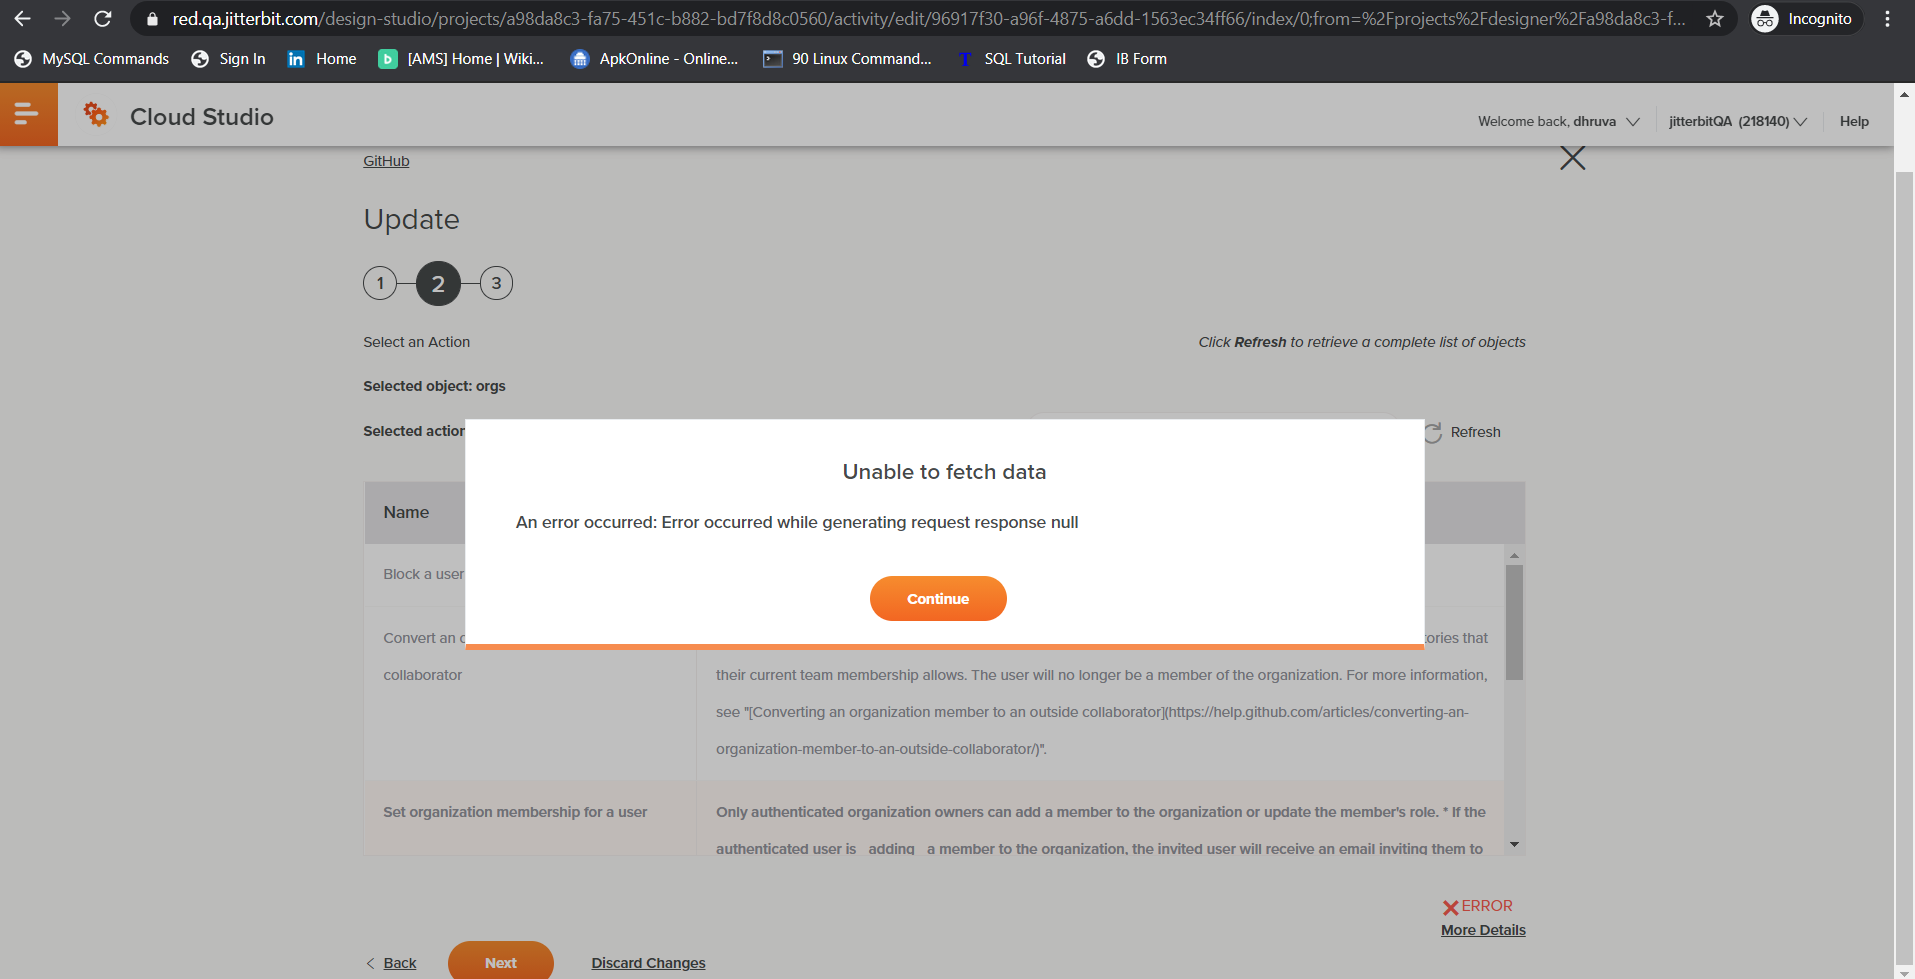 red.qa.jitterbit.com/design-studio/projects/a98da8c3-fa75-451c-b882-bd7f8d8c0560/activity/edit/96917f30-a96f-4875-a6dd-1563ec34ff66/index/0;from=%2Fprojects%2Fdesigner%2Fa98da8c3-f... Incognito
MySQL Commands Sign In Home [AMS] Home | Wiki... ApkOnline - Online... 90 Linux Command... SQL Tutorial IB Form
Cloud Studio
Welcome back, dhruva jitterbitQA (218140) Help
GitHub
Update
1 2 3
Select an Action
Click Refresh to retrieve a complete list of objects
Selected object: orgs
Selected action
Refresh
Unable to fetch data
An error occurred: Error occurred while generating request response null
Continue
Name
Block a user
Convert an
collaborator
tories that
their current team membership allows. The user will no longer be a member of the organization. For more information,
see "[Converting an organization member to an outside collaborator](https://help.github.com/articles/converting-an-
organization-member-to-an-outside-collaborator/)".
Set organization membership for a user
Only authenticated organization owners can add a member to the organization or update the member's role. * If the
authenticated user is _adding_ a member to the organization, the invited user will receive an email inviting them to
ERROR
More Details
Back Next Discard Changes